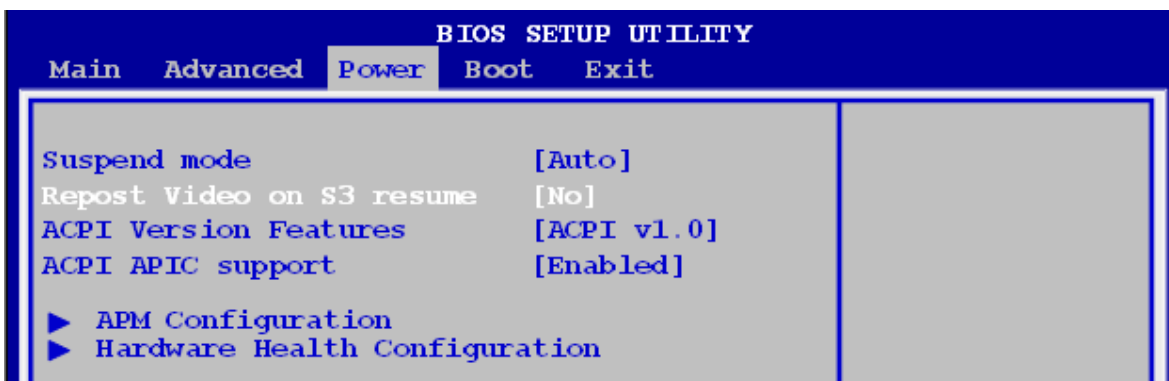 BIOS SETUP UTILITY
Main Advanced Power Boot Exit
Suspend mode [Auto]
Repost Video on S3 resume [No]
ACPI Version Features [ACPI v1.0]
ACPI APIC support [Enabled]
▶ APM Configuration
▶ Hardware Health Configuration